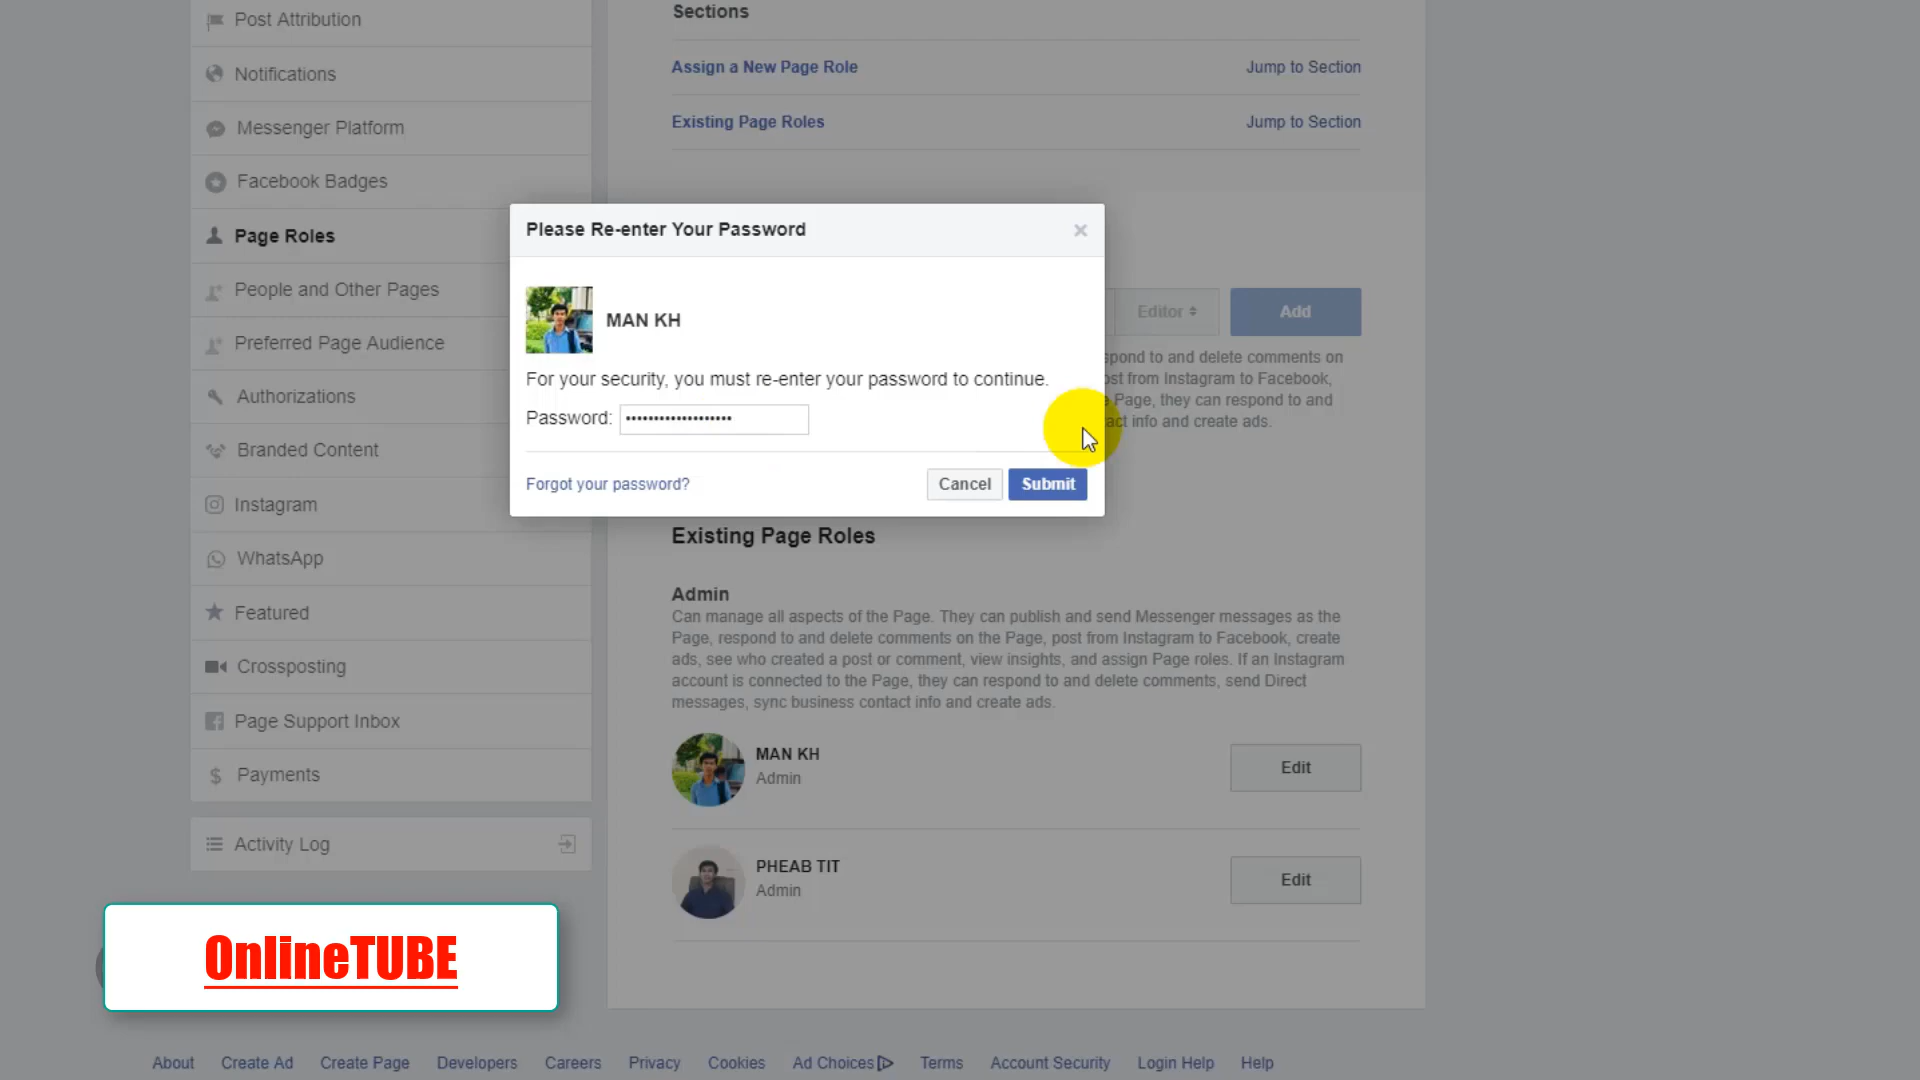 Post Attribution
Notifications
Messenger Platform
Facebook Badges
Page Roles
People and Other Pages
Preferred Page Audience
Authorizations
Branded Content
Instagram
WhatsApp
Featured
Crossposting
Page Support Inbox
Payments
Activity Log
Sections
Assign a New Page Role Jump to Section
Existing Page Roles Jump to Section
Please Re-enter Your Password
MAN KH
For your security, you must re-enter your password to continue.
Password: •••••••••••••••••••
Forgot your password? Cancel Submit
Editor Add
to and delete comments on
from Instagram to Facebook,
Page, they can respond to and
info and create ads.
Existing Page Roles
Admin
Can manage all aspects of the Page. They can publish and send Messenger messages as the
Page, respond to and delete comments on the Page, post from Instagram to Facebook, create
ads, see who created a post or comment, view insights, and assign Page roles. If an Instagram
account is connected to the Page, they can respond to and delete comments, send Direct
messages, sync business contact info and create ads.
MAN KH
Admin
Edit
PHEAB TIT
Admin
Edit
OnlineTUBE
About Create Ad Create Page Developers Careers Privacy Cookies Ad Choices Terms Account Security Login Help Help